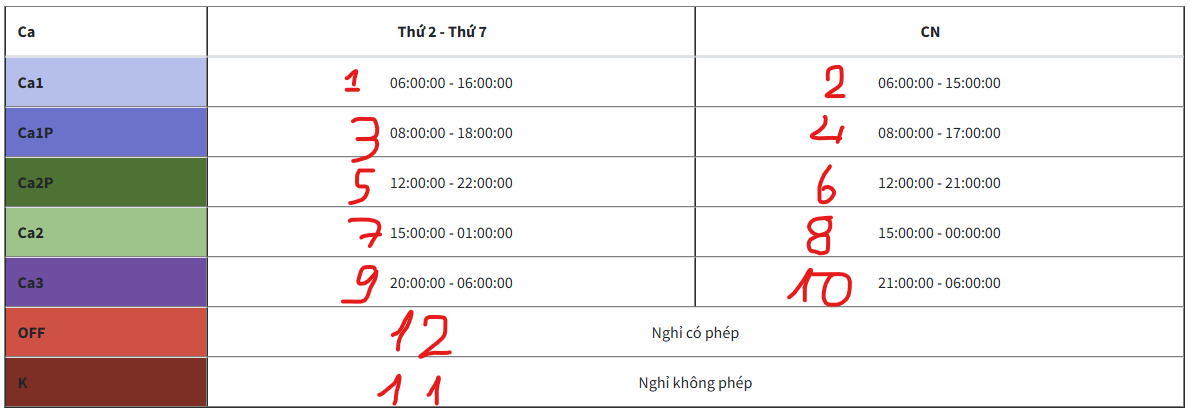 Ca Thứ 2 - Thứ 7 CN
Ca1 1 06:00:00 - 16:00:00 2 06:00:00 - 15:00:00
Ca1P 3 08:00:00 - 18:00:00 4 08:00:00 - 17:00:00
Ca2P 5 12:00:00 - 22:00:00 6 12:00:00 - 21:00:00
Ca2 7 15:00:00 - 01:00:00 8 15:00:00 - 00:00:00
Ca3 9 20:00:00 - 06:00:00 10 21:00:00 - 06:00:00
OFF 12 Nghỉ có phép
K 11 Nghỉ không phép